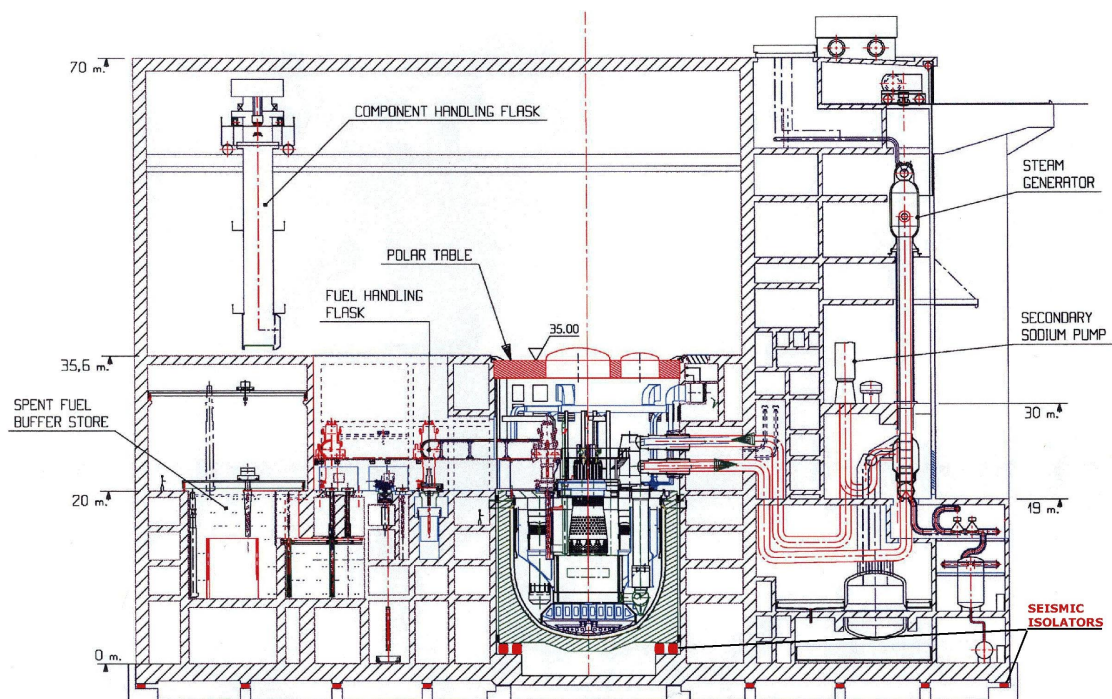 70 m.
COMPONENT HANDLING FLASK
STEAM
GENERATOR
POLAR TABLE
FUEL HANDLING
FLASK
35.00
SECONDARY
SODIUM PUMP
35,6 m.
SPENT FUEL
BUFFER STORE
30 m.
20 m.
19 m.
SEISMIC
ISOLATORS
0 m.